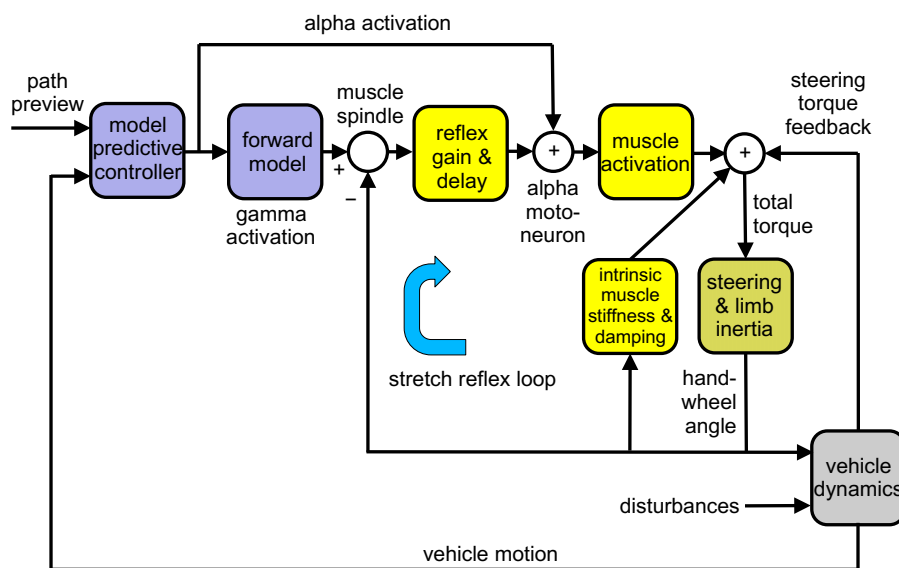 alpha activation
path
preview
model
predictive
controller
forward
model
gamma
activation
muscle
spindle
+
−
reflex
gain &
delay
+
alpha
moto-
neuron
muscle
activation
+
steering
torque
feedback
total
torque
intrinsic
muscle
stiffness &
damping
steering
& limb
inertia
stretch reflex loop
hand-
wheel
angle
vehicle
dynamics
disturbances
vehicle motion